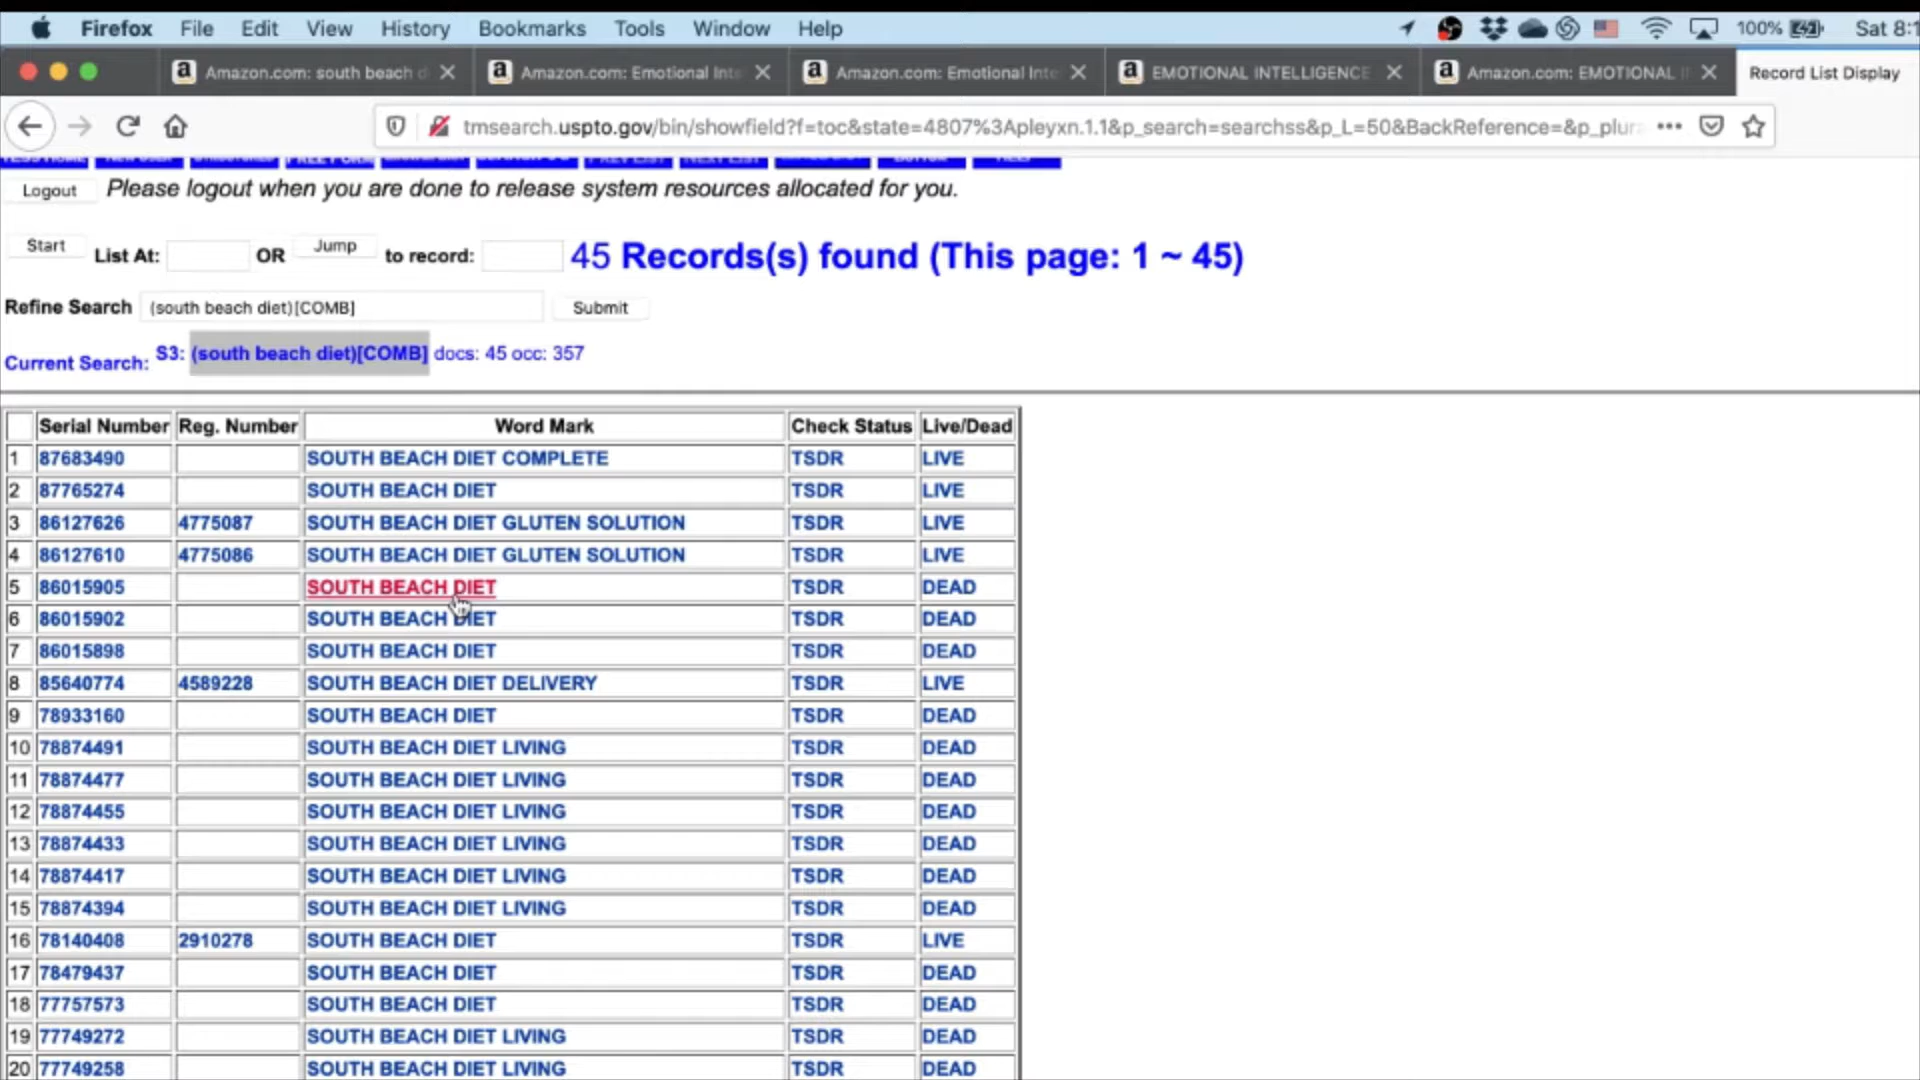 Firefox File Edit View History Bookmarks Tools Window Help 100% Sat 8:1
Amazon.com: south beach d Amazon.com: Emotional Inte Amazon.com: Emotional Inte EMOTIONAL INTELLIGENCE Amazon.com: EMOTIONAL I Record List Display
tmsearch.uspto.gov/bin/showfield?f=toc&state=4807%3Apleyxn.1.1&p_search=searchss&p_L=50&BackReference=&p_plura
Logout Please logout when you are done to release system resources allocated for you.
Start List At: OR Jump to record: 45 Records(s) found (This page: 1 ~ 45)
Refine Search (south beach diet)[COMB] Submit
Current Search: S3: (south beach diet)[COMB] docs: 45 occ: 357
Serial Number Reg. Number Word Mark Check Status Live/Dead
1 87683490 SOUTH BEACH DIET COMPLETE TSDR LIVE
2 87765274 SOUTH BEACH DIET TSDR LIVE
3 86127626 4775087 SOUTH BEACH DIET GLUTEN SOLUTION TSDR LIVE
4 86127610 4775086 SOUTH BEACH DIET GLUTEN SOLUTION TSDR LIVE
5 86015905 SOUTH BEACH DIET TSDR DEAD
6 86015902 SOUTH BEACH DIET TSDR DEAD
7 86015898 SOUTH BEACH DIET TSDR DEAD
8 85640774 4589228 SOUTH BEACH DIET DELIVERY TSDR LIVE
9 78933160 SOUTH BEACH DIET TSDR DEAD
10 78874491 SOUTH BEACH DIET LIVING TSDR DEAD
11 78874477 SOUTH BEACH DIET LIVING TSDR DEAD
12 78874455 SOUTH BEACH DIET LIVING TSDR DEAD
13 78874433 SOUTH BEACH DIET LIVING TSDR DEAD
14 78874417 SOUTH BEACH DIET LIVING TSDR DEAD
15 78874394 SOUTH BEACH DIET LIVING TSDR DEAD
16 78140408 2910278 SOUTH BEACH DIET TSDR LIVE
17 78479437 SOUTH BEACH DIET TSDR DEAD
18 77757573 SOUTH BEACH DIET TSDR DEAD
19 77749272 SOUTH BEACH DIET LIVING TSDR DEAD
20 77749258 SOUTH BEACH DIET LIVING TSDR DEAD